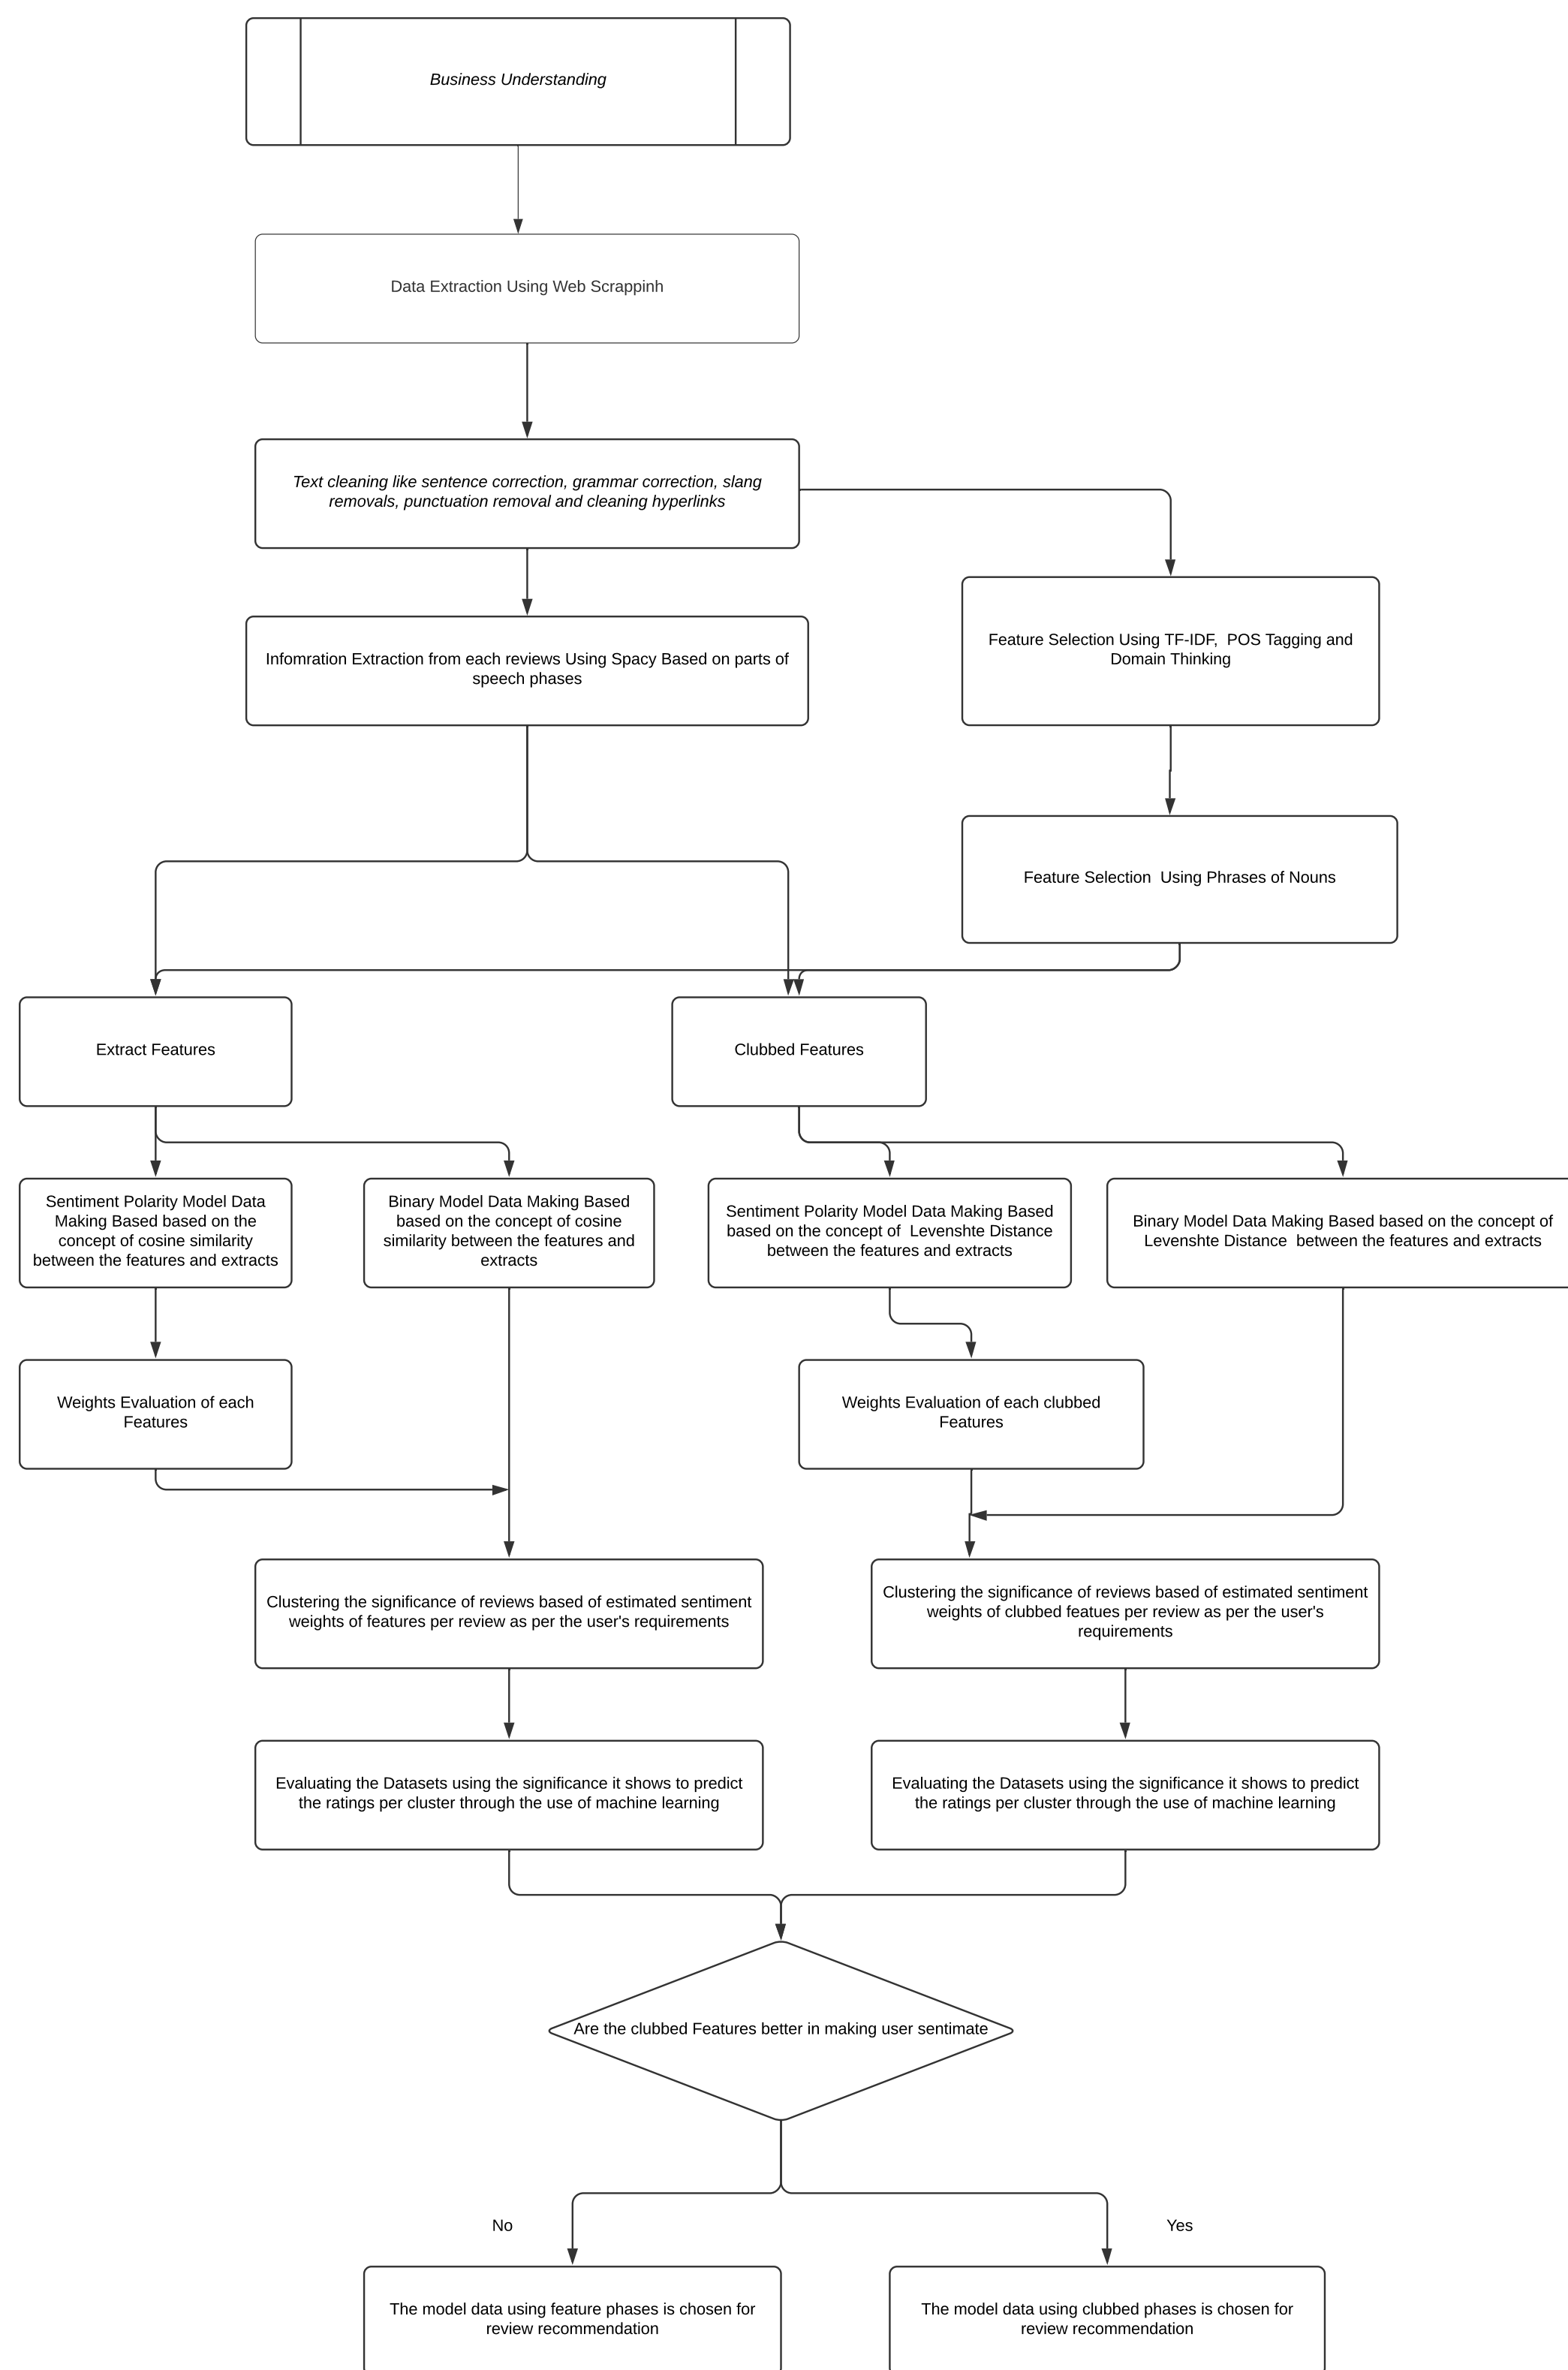 Business Understanding
Data Extraction Using Web Scrappinh
Text cleaning like sentence correction, grammar correction, slang
removals, punctuation removal and cleaning hyperlinks
Infomration Extraction from each reviews Using Spacy Based on parts of
speech phases
Feature Selection Using TF-IDF,  POS Tagging and
Domain Thinking
Feature Selection  Using Phrases of Nouns
Extract Features
Clubbed Features
Sentiment Polarity Model Data
Making Based based on the
concept of cosine similarity
between the features and extracts
Binary Model Data Making Based
based on the concept of cosine
similarity between the features and
extracts
Sentiment Polarity Model Data Making Based
based on the concept of  Levenshte Distance
between the features and extracts
Binary Model Data Making Based based on the concept of
Levenshte Distance  between the features and extracts
Weights Evaluation of each
Features
Weights Evaluation of each clubbed
Features
Clustering the significance of reviews based of estimated sentiment
weights of features per review as per the user's requirements
Clustering the significance of reviews based of estimated sentiment
weights of clubbed featues per review as per the user's
requirements
Evaluating the Datasets using the significance it shows to predict
the ratings per cluster through the use of machine learning
Evaluating the Datasets using the significance it shows to predict
the ratings per cluster through the use of machine learning
Are the clubbed Features better in making user sentimate
No
Yes
The model data using feature phases is chosen for
review recommendation
The model data using clubbed phases is chosen for
review recommendation